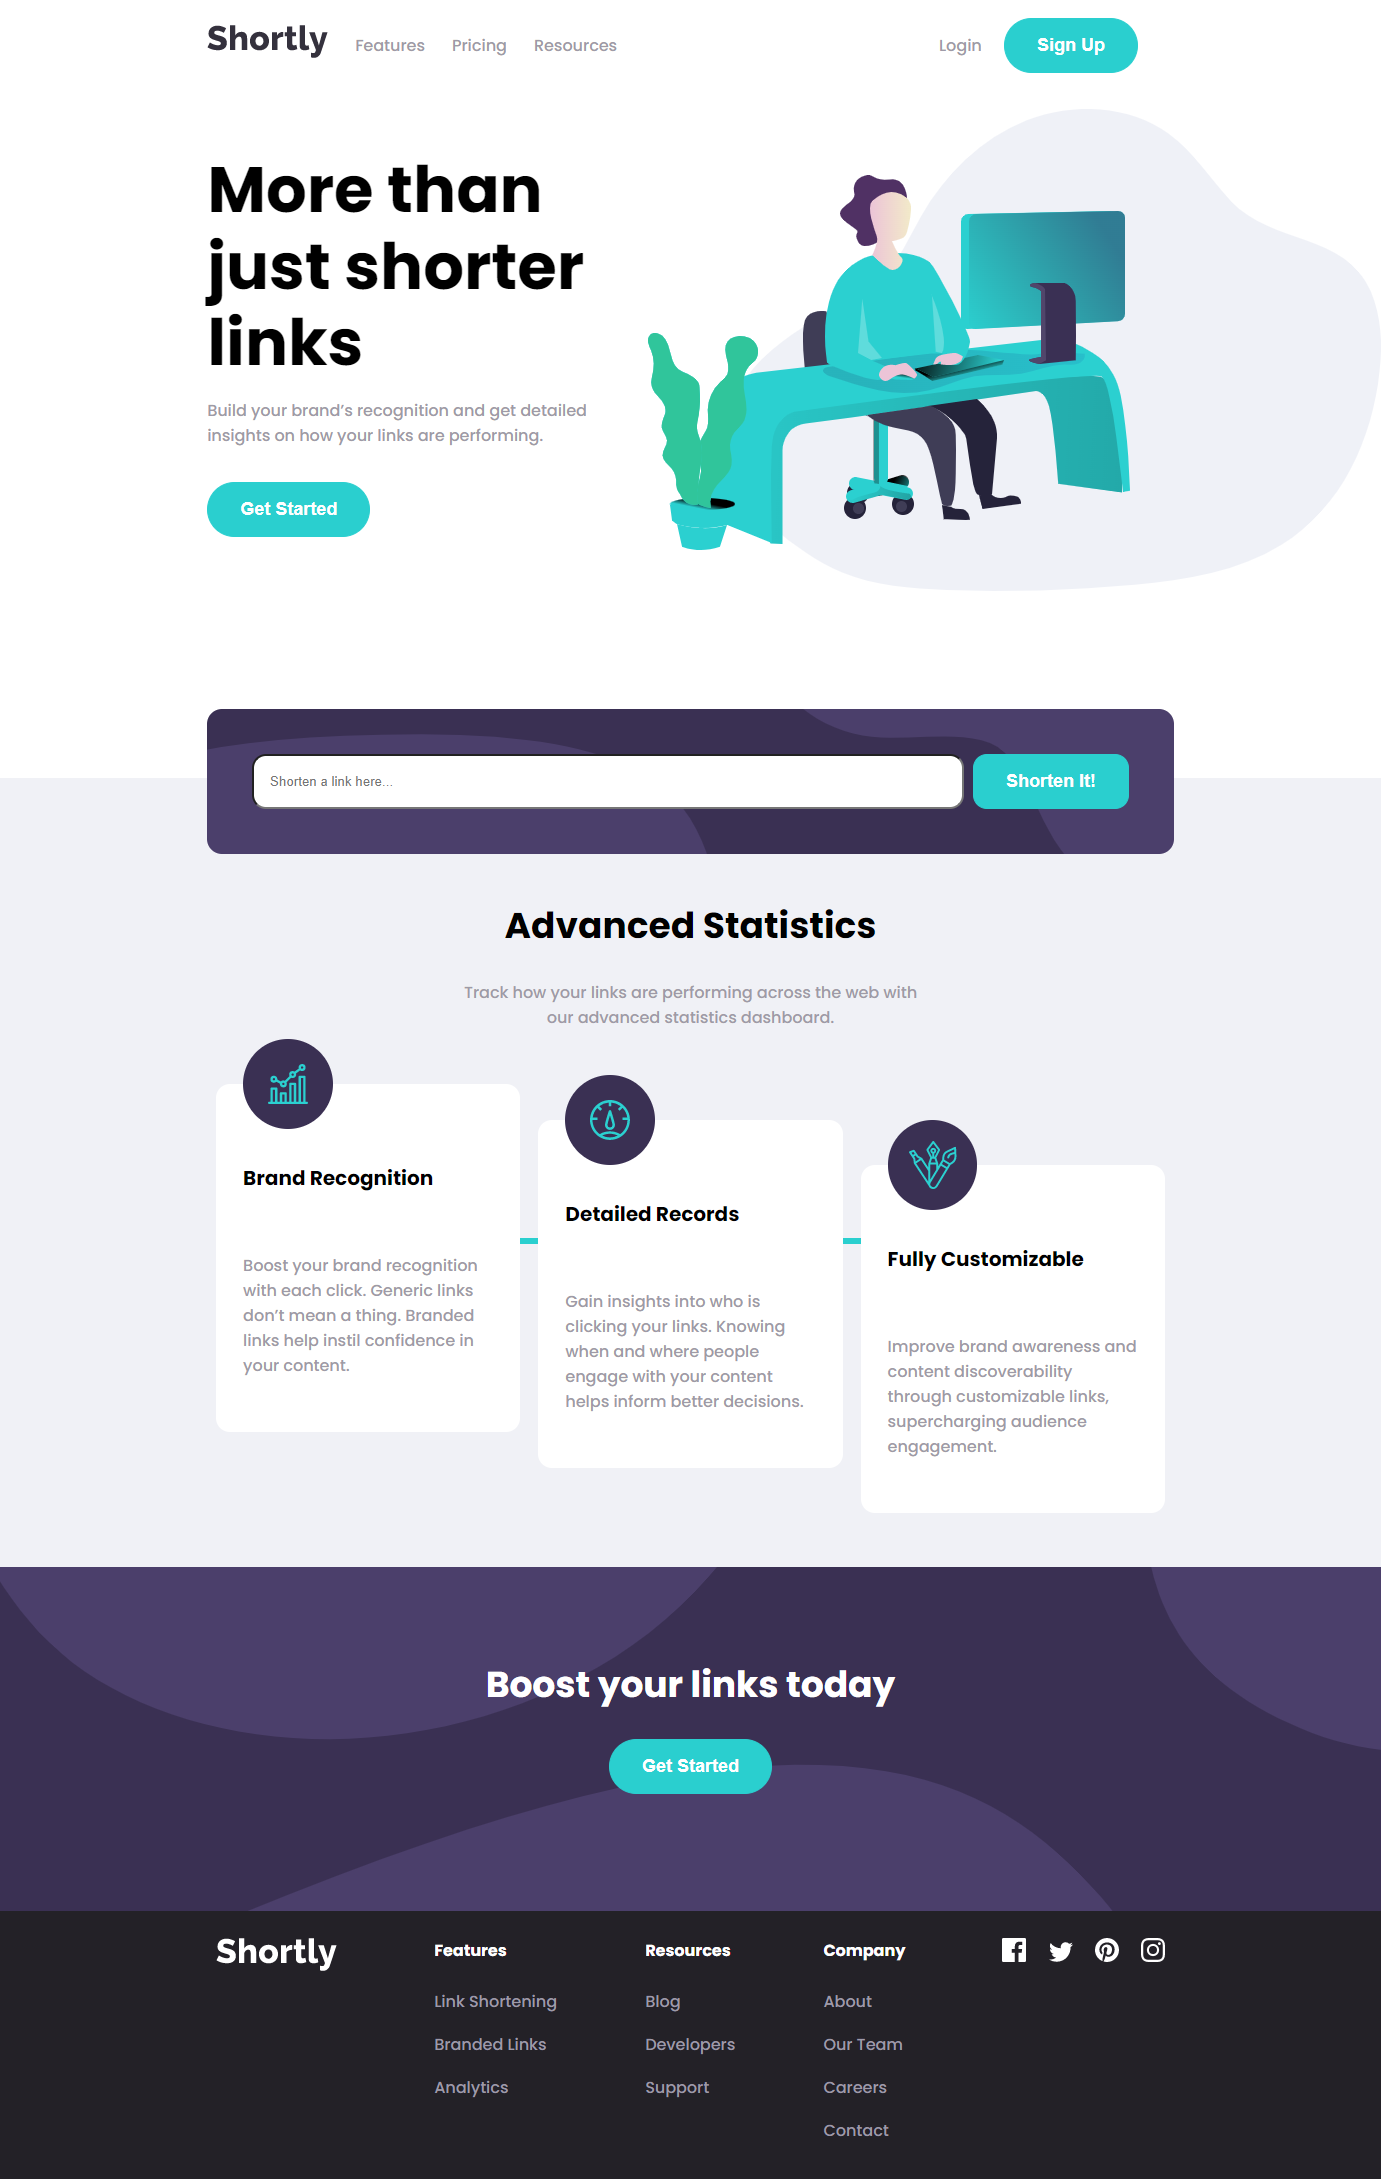 Shortly Features Pricing Resources Login Sign Up
More than
just shorter
links
Build your brand’s recognition and get detailed
insights on how your links are performing.
Get Started
Shorten a link here... Shorten It!
Advanced Statistics
Track how your links are performing across the web with
our advanced statistics dashboard.
Brand Recognition
Boost your brand recognition
with each click. Generic links
don’t mean a thing. Branded
links help instil confidence in
your content.
Detailed Records
Gain insights into who is
clicking your links. Knowing
when and where people
engage with your content
helps inform better decisions.
Fully Customizable
Improve brand awareness and
content discoverability
through customizable links,
supercharging audience
engagement.
Boost your links today
Get Started
Shortly
Features
Link Shortening
Branded Links
Analytics
Resources
Blog
Developers
Support
Company
About
Our Team
Careers
Contact